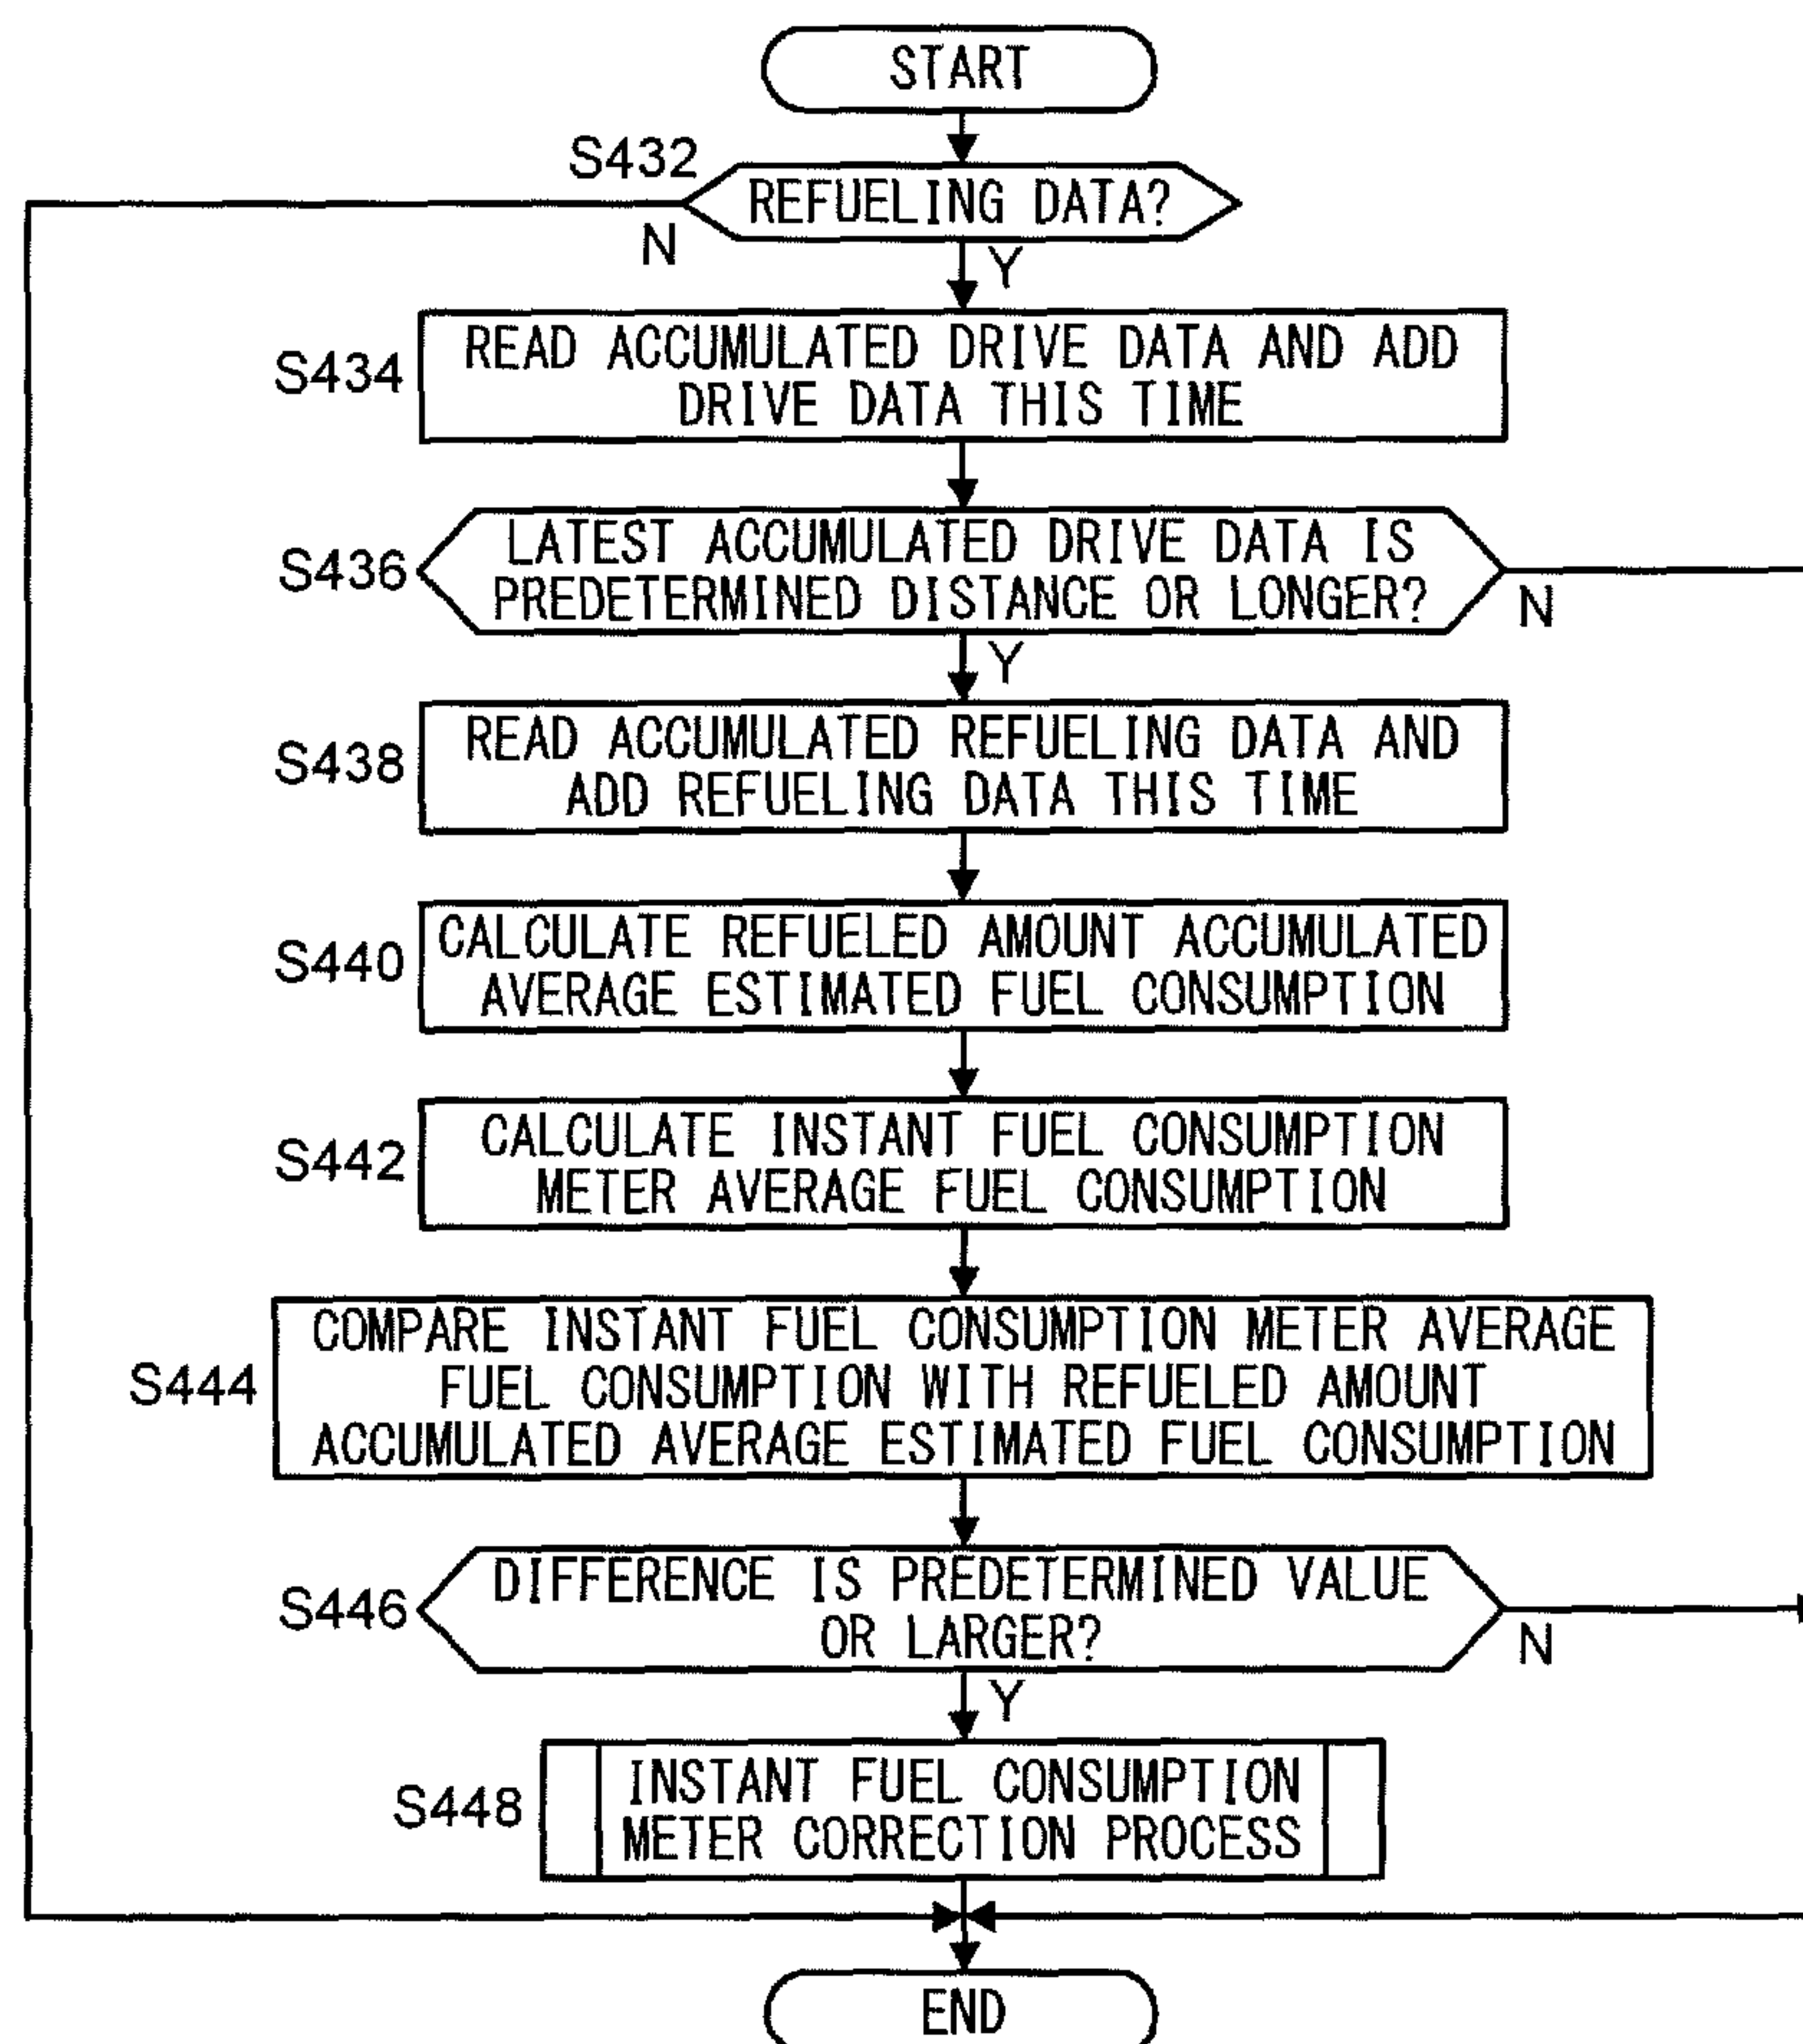 START
S432
REFUELING DATA?
N
Y
S434
READ ACCUMULATED DRIVE DATA AND ADD
DRIVE DATA THIS TIME
S436
LATEST ACCUMULATED DRIVE DATA IS
PREDETERMINED DISTANCE OR LONGER?
N
Y
S438
READ ACCUMULATED REFUELING DATA AND
ADD REFUELING DATA THIS TIME
S440
CALCULATE REFUELED AMOUNT ACCUMULATED
AVERAGE ESTIMATED FUEL CONSUMPTION
S442
CALCULATE INSTANT FUEL CONSUMPTION
METER AVERAGE FUEL CONSUMPTION
S444
COMPARE INSTANT FUEL CONSUMPTION METER AVERAGE
FUEL CONSUMPTION WITH REFUELED AMOUNT
ACCUMULATED AVERAGE ESTIMATED FUEL CONSUMPTION
S446
DIFFERENCE IS PREDETERMINED VALUE
OR LARGER?
N
Y
S448
INSTANT FUEL CONSUMPTION
METER CORRECTION PROCESS
END